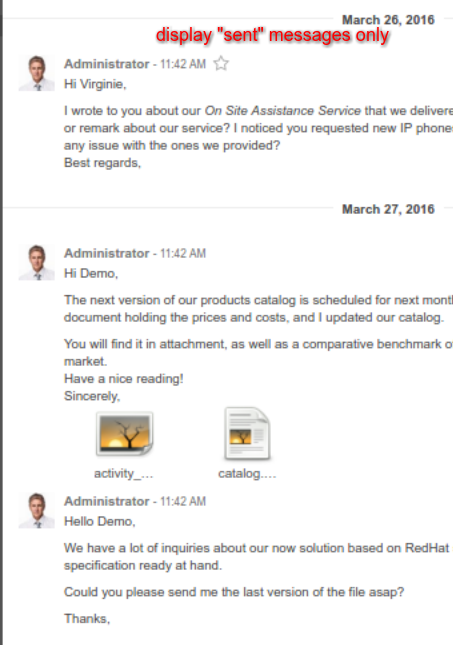 March 26, 2016
display "sent" messages only
Administrator - 11:42 AM
Hi Virginie,
I wrote to you about our On Site Assistance Service that we delivere
or remark about our service? I noticed you requested new IP phone
any issue with the ones we provided?
Best regards,
March 27, 2016
Administrator - 11:42 AM
Hi Demo,
The next version of our products catalog is scheduled for next mont
document holding the prices and costs, and I updated our catalog.
You will find it in attachment, as well as a comparative benchmark o
market.
Have a nice reading!
Sincerely,
activity_... catalog....
Administrator - 11:42 AM
Hello Demo,
We have a lot of inquiries about our now solution based on RedHat
specification ready at hand.
Could you please send me the last version of the file asap?
Thanks,